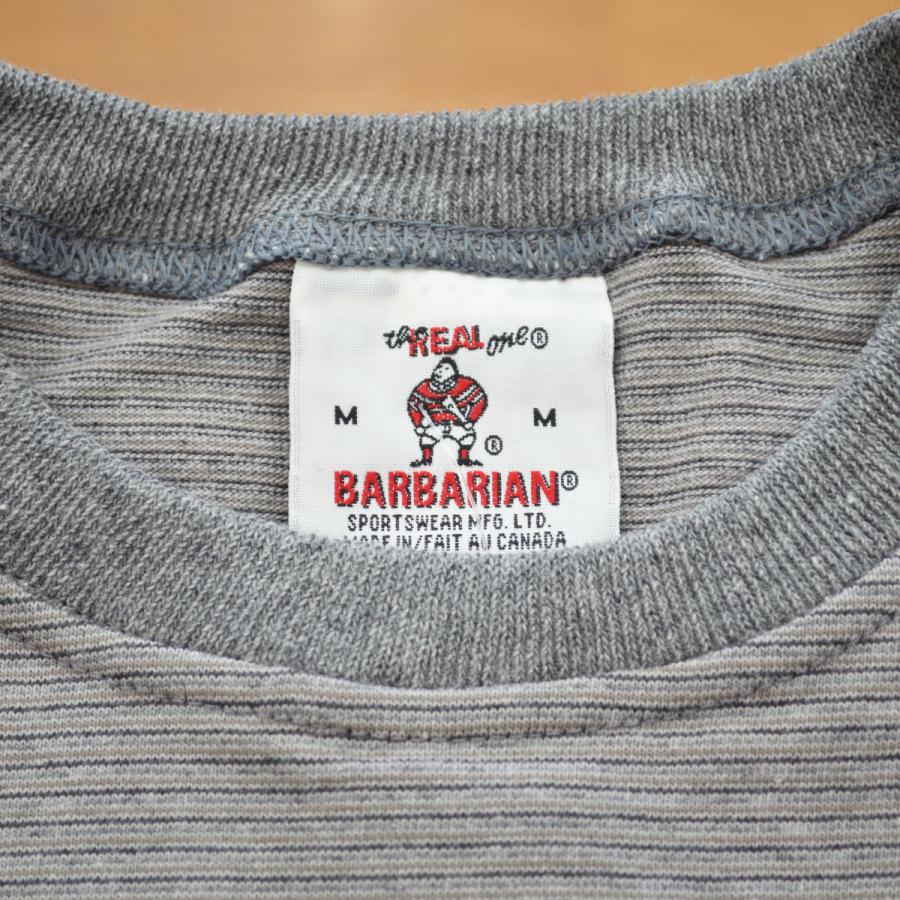 the REAL one®
M M
®
BARBARIAN®
SPORTSWEAR MFG. LTD.
MADE IN/FAIT AU CANADA